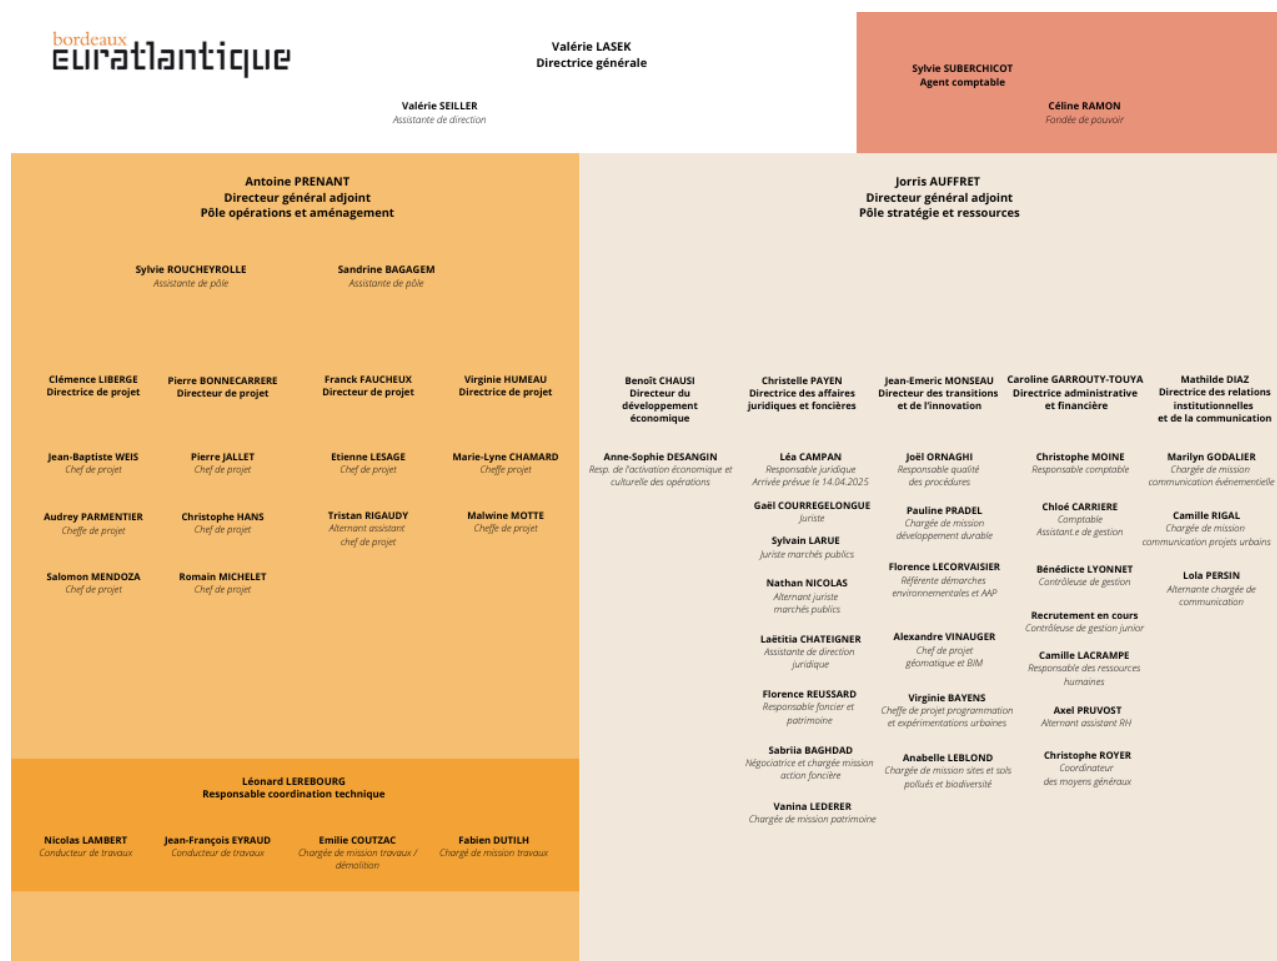 bordeaux
euratlantique
Valérie LASEK
Directrice générale
Valérie SEILLER
Assistante de direction
Sylvie SUBERCHICOT
Agent comptable
Céline RAMON
Fondée de pouvoir
Antoine PRENANT
Directeur général adjoint
Pôle opérations et aménagement
Sylvie ROUCHEYROLLE
Assistante de pôle
Sandrine BAGAGEM
Assistante de pôle
Clémence LIBERGE
Directrice de projet
Jean-Baptiste WEIS
Chef de projet
Audrey PARMENTIER
Cheffe de projet
Salomon MENDOZA
Chef de projet
Pierre BONNECARRERE
Directeur de projet
Pierre JALLET
Chef de projet
Christophe HANS
Chef de projet
Romain MICHELET
Chef de projet
Franck FAUCHEUX
Directeur de projet
Etienne LESAGE
Chef de projet
Tristan RIGAUDY
Alternant assistant
chef de projet
Virginie HUMEAU
Directrice de projet
Marie-Lyne CHAMARD
Cheffe projet
Malwine MOTTE
Cheffe de projet
Léonard LEREBOURG
Responsable coordination technique
Nicolas LAMBERT
Conducteur de travaux
Jean-François EYRAUD
Conducteur de travaux
Emilie COUTZAC
Chargée de mission travaux /
démolition
Fabien DUTILH
Chargé de mission travaux
Jorris AUFFRET
Directeur général adjoint
Pôle stratégie et ressources
Benoît CHAUSI
Directeur du
développement
économique
Anne-Sophie DESANGIN
Resp. de l'activation économique et
culturelle des opérations
Christelle PAYEN
Directrice des affaires
juridiques et foncières
Léa CAMPAN
Responsable juridique
Arrivée prévue le 14.04.2025
Gaël COURREGELONGUE
Juriste
Sylvain LARUE
Juriste marchés publics
Nathan NICOLAS
Alternant juriste
marchés publics
Laëtitia CHATEIGNER
Assistante de direction
juridique
Florence REUSSARD
Responsable foncier et
patrimoine
Sabriia BAGHDAD
Négociatrice et chargée mission
action foncière
Vanina LEDERER
Chargée de mission patrimoine
Jean-Emeric MONSEAU
Directeur des transitions
et de l'innovation
Joël ORNAGHI
Responsable qualité
des procédures
Pauline PRADEL
Chargée de mission
développement durable
Florence LECORVAISIER
Référente démarches
environnementales et AAP
Alexandre VINAUGER
Chef de projet
géomatique et BIM
Virginie BAYENS
Cheffe de projet programmation
et expérimentations urbaines
Anabelle LEBLOND
Chargée de mission sites et sols
pollués et biodiversité
Caroline GARROUTY-TOUYA
Directrice administrative
et financière
Christophe MOINE
Responsable comptable
Chloé CARRIERE
Comptable
Assistant.e de gestion
Bénédicte LYONNET
Contrôleuse de gestion
Recrutement en cours
Contrôleuse de gestion junior
Camille LACRAMPE
Responsable des ressources
humaines
Axel PRUVOST
Alternant assistant RH
Christophe ROYER
Coordinateur
des moyens généraux
Mathilde DIAZ
Directrice des relations
institutionnelles
et de la communication
Marilyn GODALIER
Chargée de mission
communication événementielle
Camille RIGAL
Chargée de mission
communication projets urbains
Lola PERSIN
Alternante chargée de
communication